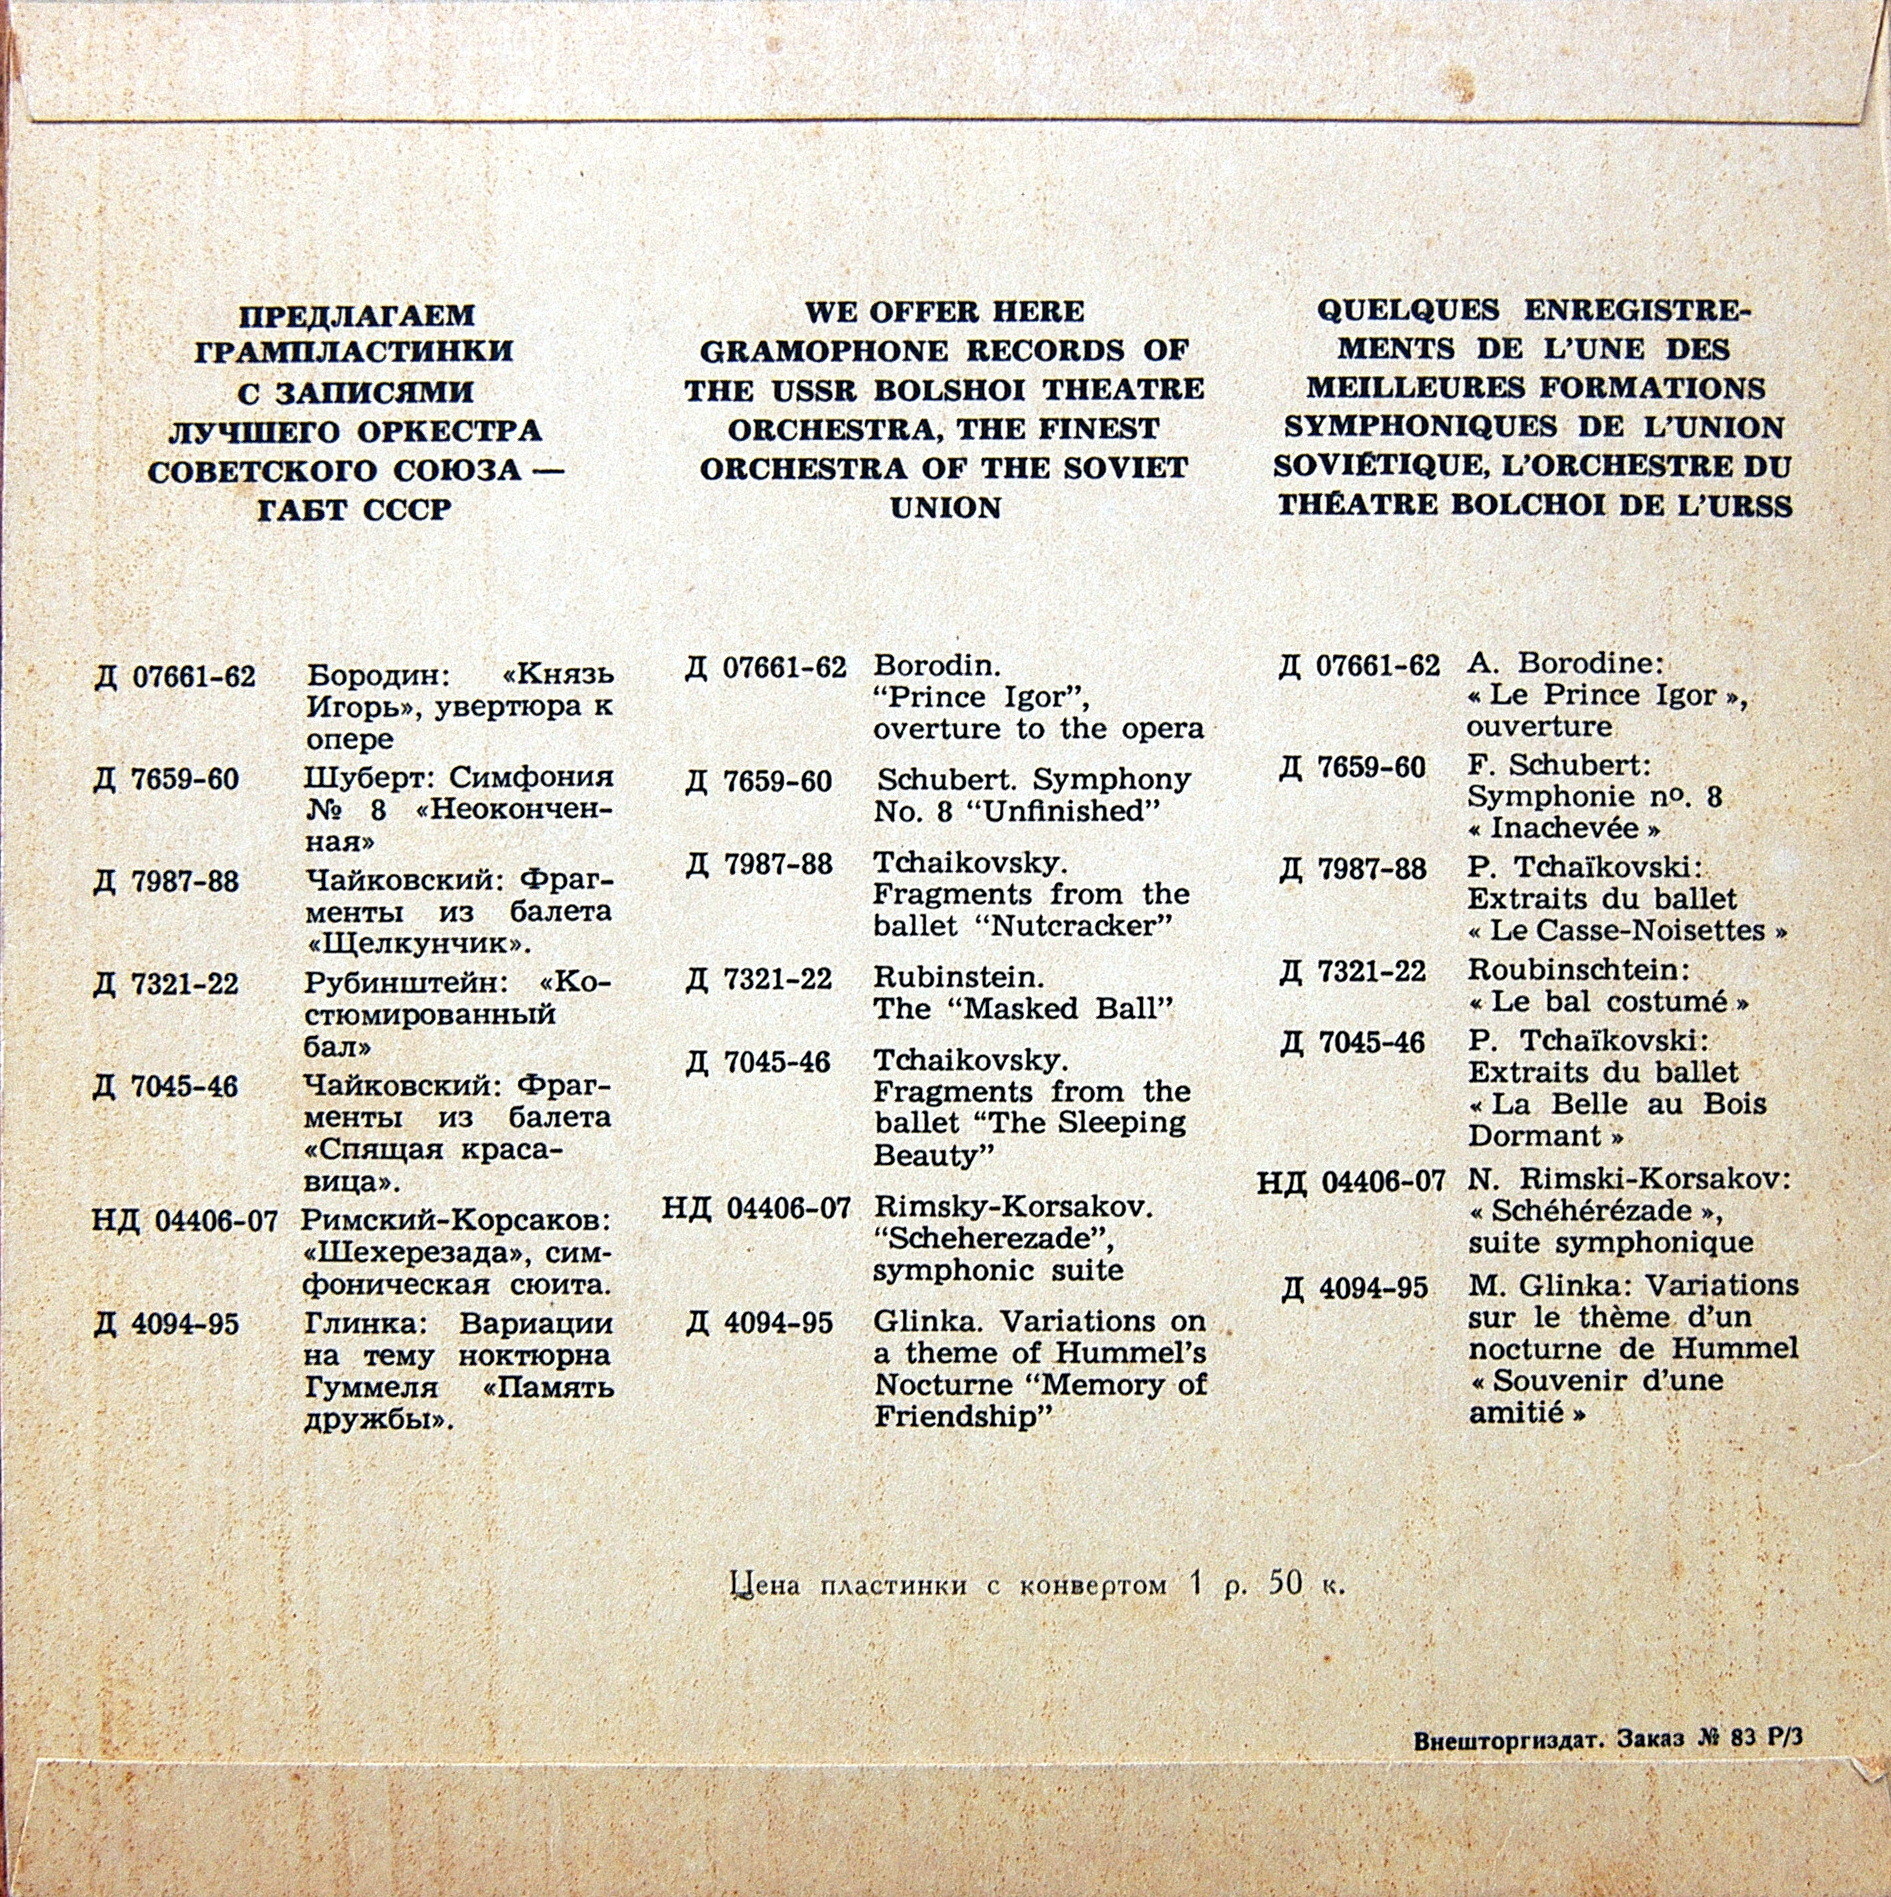 ПРЕДЛАГАЕМ
ГРАМПЛАСТИНКИ
С ЗАПИСЯМИ
ЛУЧШЕГО ОРКЕСТРА
СОВЕТСКОГО СОЮЗА —
ГАБТ СССР
Д 07661-62 Бородин: «Князь
Игорь», увертюра к
опере
Д 7659-60 Шуберт: Симфония
№ 8 «Неокончен-
ная»
Д 7987-88 Чайковский: Фраг-
менты из балета
«Щелкунчик».
Д 7321-22 Рубинштейн: «Ко-
стюмированный
бал»
Д 7045-46 Чайковский: Фраг-
менты из балета
«Спящая краса-
вица».
НД 04406-07 Римский-Корсаков:
«Шехерезада», сим-
фоническая сюита.
Д 4094-95 Глинка: Вариации
на тему ноктюрна
Гуммеля «Память
дружбы».
WE OFFER HERE
GRAMOPHONE RECORDS OF
THE USSR BOLSHOI THEATRE
ORCHESTRA, THE FINEST
ORCHESTRA OF THE SOVIET
UNION
Д 07661-62 Borodin.
“Prince Igor”,
overture to the opera
Д 7659-60 Schubert. Symphony
No. 8 “Unfinished”
Д 7987-88 Tchaikovsky.
Fragments from the
ballet “Nutcracker”
Д 7321-22 Rubinstein.
The “Masked Ball”
Д 7045-46 Tchaikovsky.
Fragments from the
ballet “The Sleeping
Beauty”
НД 04406-07 Rimsky-Korsakov.
“Scheherezade”,
symphonic suite
Д 4094-95 Glinka. Variations on
a theme of Hummel’s
Nocturne “Memory of
Friendship”
QUELQUES ENREGISTRE-
MENTS DE L’UNE DES
MEILLEURES FORMATIONS
SYMPHONIQUES DE L’UNION
SOVIÉTIQUE, L’ORCHESTRE DU
THÉATRE BOLCHOI DE L’URSS
Д 07661-62 A. Borodine:
« Le Prince Igor »,
ouverture
Д 7659-60 F. Schubert:
Symphonie nº. 8
« Inachevée »
Д 7987-88 P. Tchaïkovski:
Extraits du ballet
« Le Casse-Noisettes »
Д 7321-22 Roubinschtein:
« Le bal costumé »
Д 7045-46 P. Tchaïkovski:
Extraits du ballet
« La Belle au Bois
Dormant »
НД 04406-07 N. Rimski-Korsakov:
« Schéhérézade »,
suite symphonique
Д 4094-95 M. Glinka: Variations
sur le thème d’un
nocturne de Hummel
« Souvenir d’une
amitié »
Цена пластинки с конвертом 1 р. 50 к.
Внешторгиздат. Заказ № 83 Р/3